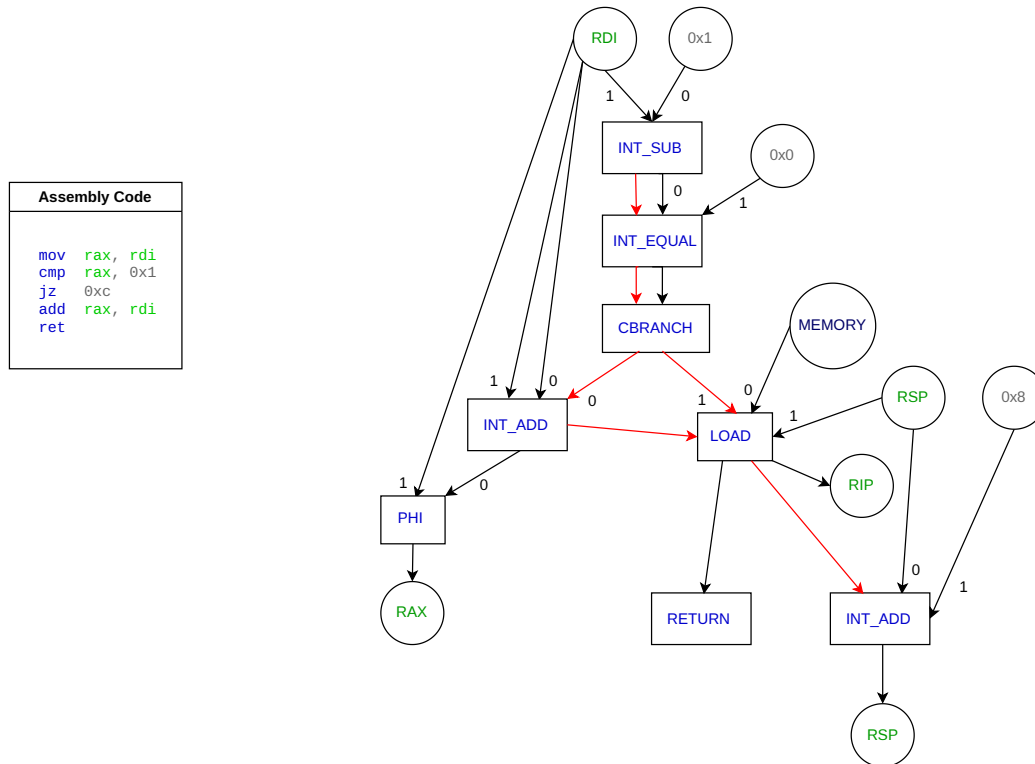 RDI
0x1
1
0
INT_SUB
0x0
0
1
Assembly Code
INT_EQUAL
mov rax, rdi
cmp rax, 0x1
jz 0xc
add rax, rdi
ret
CBRANCH
MEMORY
1
0
0
1
0
1
RSP
0x8
INT_ADD
LOAD
1
0
RIP
PHI
0
1
RAX
RETURN
INT_ADD
RSP